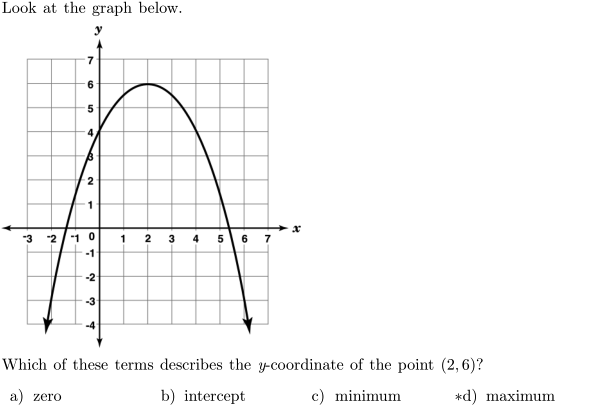 Look at the graph below.
y
7
6
5
4
3
2
1
-3 -2 -1 0 1 2 3 4 5 6 7 x
-1
-2
-3
-4
Which of these terms describes the y-coordinate of the point (2, 6)?
a) zero b) intercept c) minimum *d) maximum